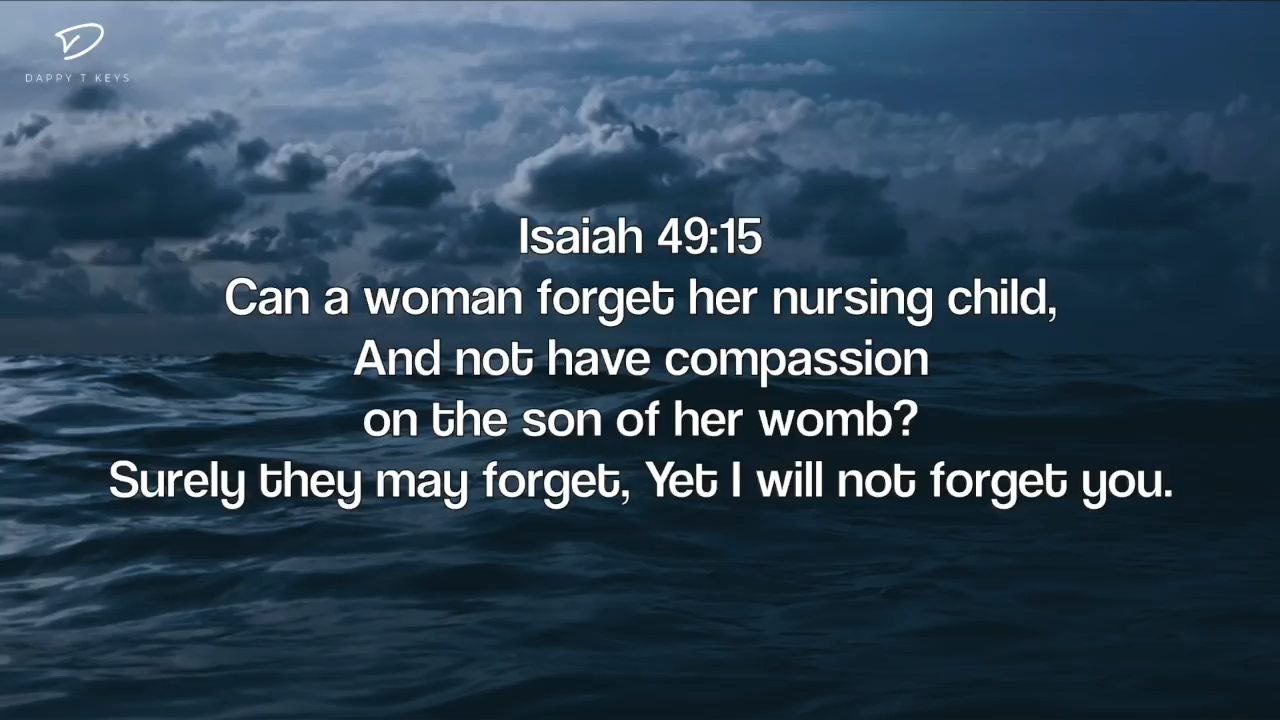 DAPPY T KEYS
Isaiah 49:15
Can a woman forget her nursing child,
And not have compassion
on the son of her womb?
Surely they may forget, Yet I will not forget you.